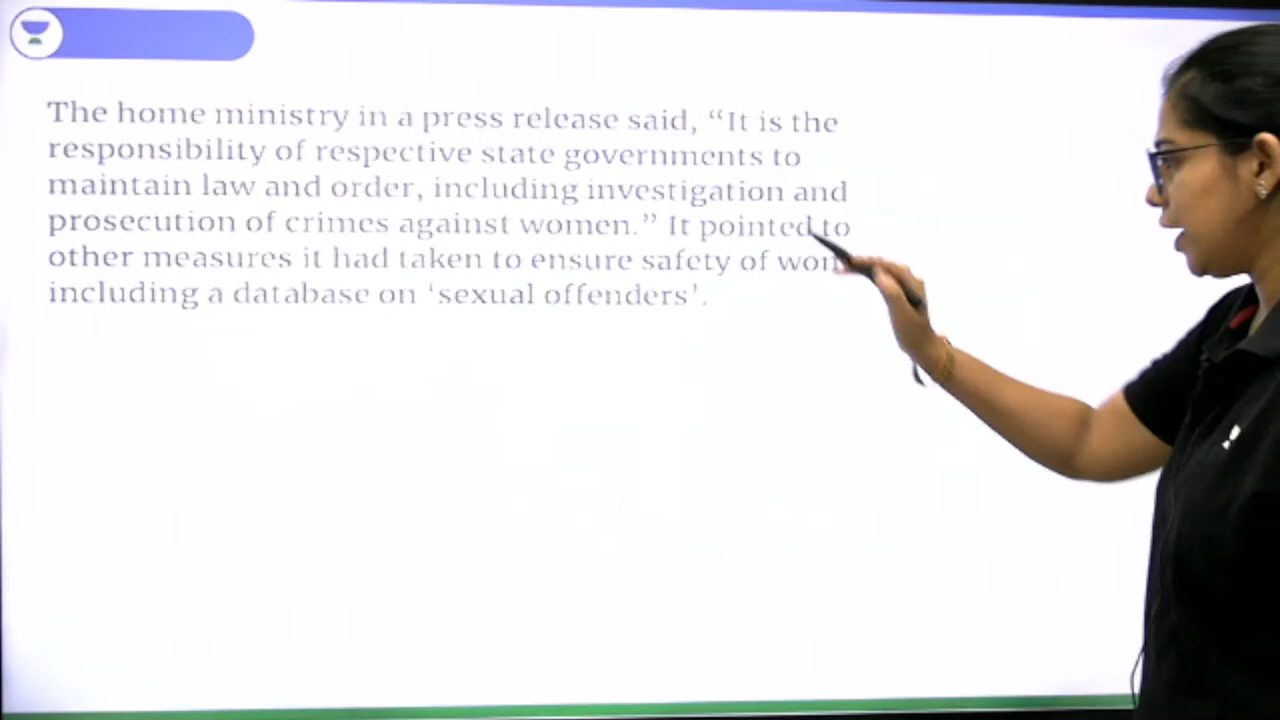 The home ministry in a press release said, “It is the
responsibility of respective state governments to
maintain law and order, including investigation and
prosecution of crimes against women.” It pointed to
other measures it had taken to ensure safety of
including a database on ‘sexual offenders’.